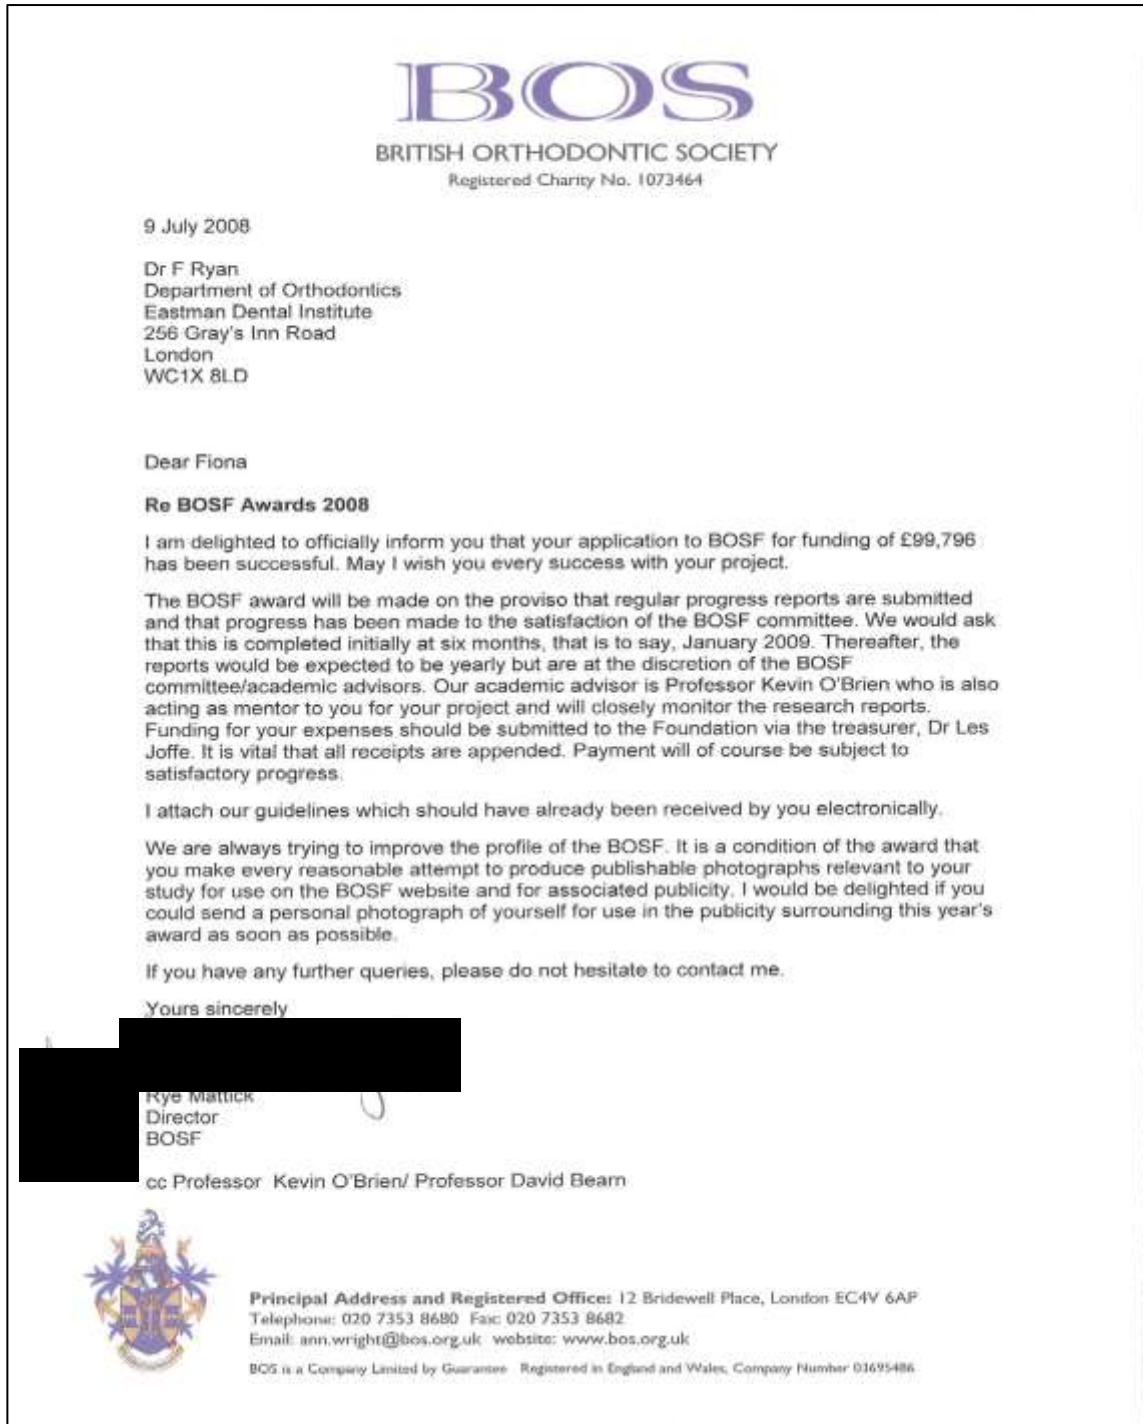 BOS
BRITISH ORTHODONTIC SOCIETY
Registered Charity No. 1073464
9 July 2008
Dr F Ryan
Department of Orthodontics
Eastman Dental Institute
256 Gray's Inn Road
London
WC1X 8LD
Dear Fiona
Re BOSF Awards 2008
I am delighted to officially inform you that your application to BOSF for funding of £99,796
has been successful. May I wish you every success with your project.
The BOSF award will be made on the proviso that regular progress reports are submitted
and that progress has been made to the satisfaction of the BOSF committee. We would ask
that this is completed initially at six months, that is to say, January 2009. Thereafter, the
reports would be expected to be yearly but are at the discretion of the BOSF
committee/academic advisors. Our academic advisor is Professor Kevin O'Brien who is also
acting as mentor to you for your project and will closely monitor the research reports.
Funding for your expenses should be submitted to the Foundation via the treasurer, Dr Les
Joffe. It is vital that all receipts are appended. Payment will of course be subject to
satisfactory progress.
I attach our guidelines which should have already been received by you electronically.
We are always trying to improve the profile of the BOSF. It is a condition of the award that
you make every reasonable attempt to produce publishable photographs relevant to your
study for use on the BOSF website and for associated publicity. I would be delighted if you
could send a personal photograph of yourself for use in the publicity surrounding this year's
award as soon as possible.
If you have any further queries, please do not hesitate to contact me.
Yours sincerely
Rye Mattick
Director
BOSF
cc Professor Kevin O'Brien/ Professor David Bearn
Principal Address and Registered Office: 12 Bridewell Place, London EC4V 6AP
Telephone: 020 7353 8680 Fax: 020 7353 8682
Email: ann.wright@bos.org.uk website: www.bos.org.uk
BOS is a Company Limited by Guarantee Registered in England and Wales, Company Number 03695486